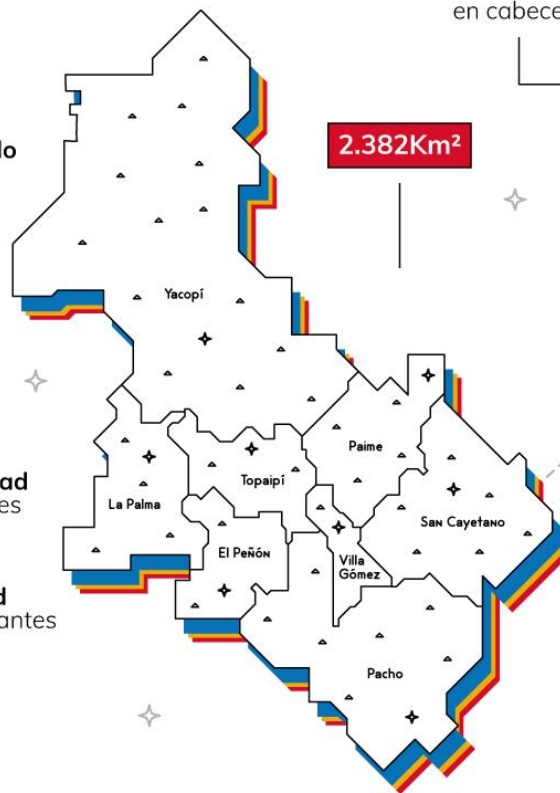 en cabece
lo
2.382Km²
Yacopí
Paime
ad
es
La Palma
Topaipí
San Cayetano
El Peñón
Villa
Gómez
d
antes
Pacho